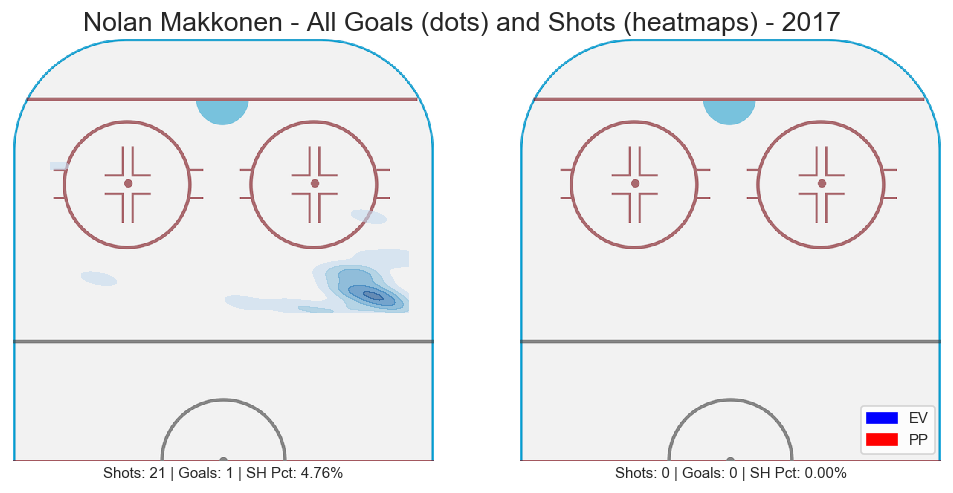 Nolan Makkonen - All Goals (dots) and Shots (heatmaps) - 2017
EV
PP
Shots: 21 | Goals: 1 | SH Pct: 4.76%
Shots: 0 | Goals: 0 | SH Pct: 0.00%